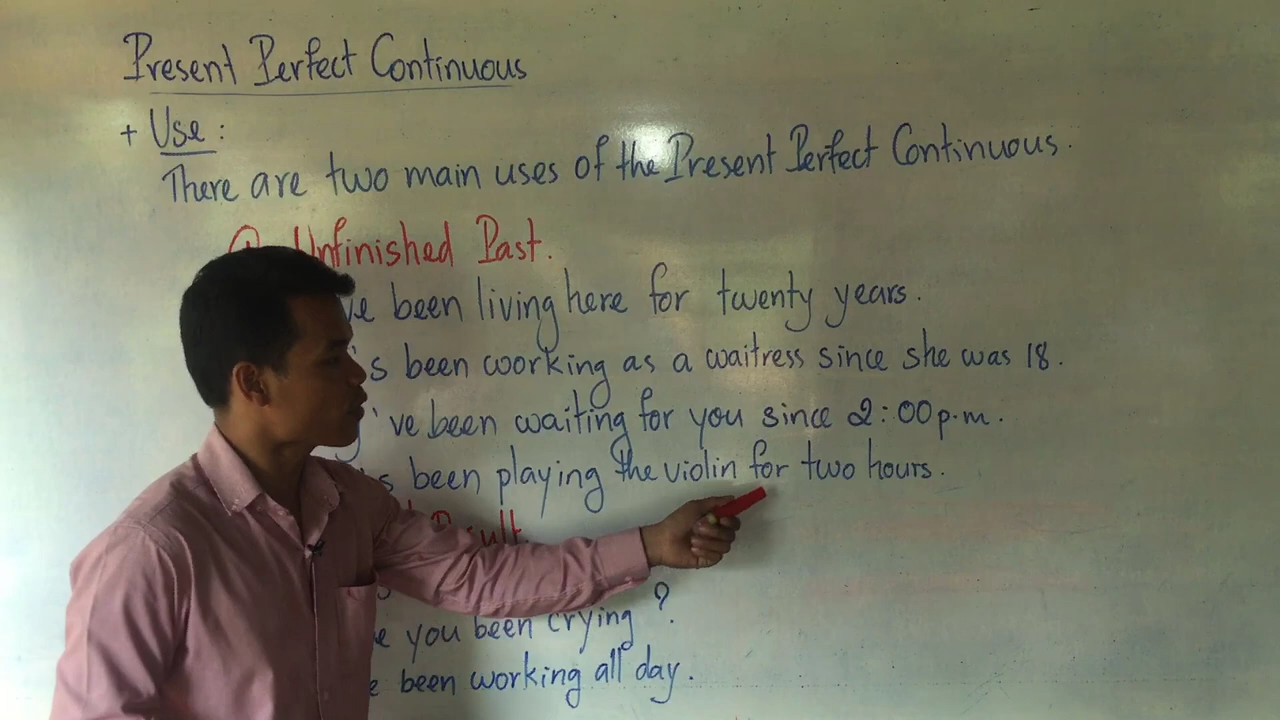 Present Perfect Continuous
+ Use:
There are two main uses of the Present Perfect Continuous.
Unfinished Past.
've been living here for twenty years.
's been working as a waitress since she was 18.
've been waiting for you since 2:00 p.m.
's been playing the violin for two hours.
Result.
you been crying?
been working all day.